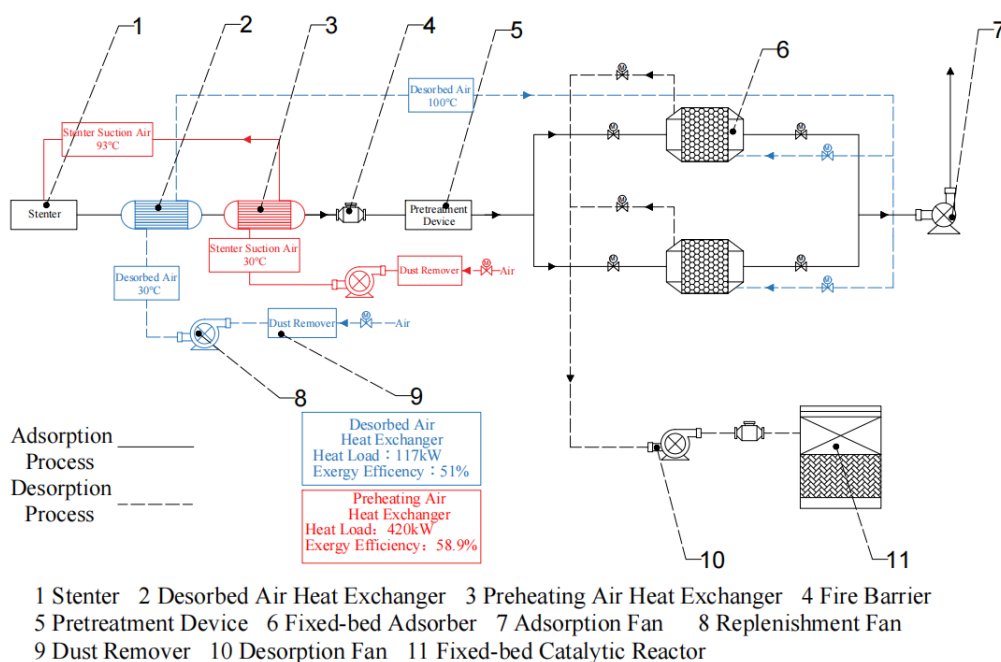 1
2
3
4
5
6
7
Desorbed Air
100℃
Stenter Suction Air
93℃
Stenter
Pretreatment
Device
Stenter Suction Air
30℃
Dust Remover
Air
Desorbed Air
30℃
Dust Remover
Air
8
9
Adsorption
Process
Desorption
Process
Desorbed Air
Heat Exchanger
Heat Load：117kW
Exergy Efficency：51%
Preheating Air
Heat Exchanger
Heat Load：420kW
Exergy Efficiency：58.9%
10
11
M
M
M
M
M
M
M
M
1 Stenter 2 Desorbed Air Heat Exchanger 3 Preheating Air Heat Exchanger 4 Fire Barrier
5 Pretreatment Device 6 Fixed-bed Adsorber 7 Adsorption Fan 8 Replenishment Fan
9 Dust Remover 10 Desorption Fan 11 Fixed-bed Catalytic Reactor